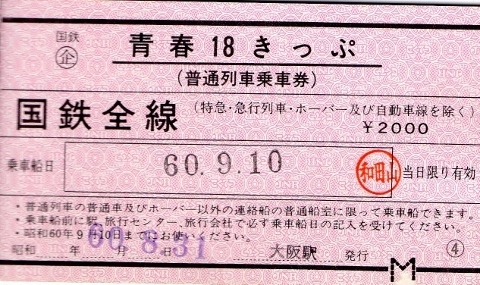 国鉄
企
青春18きっぷ
(普通列車乗車券)
国鉄全線
(特急・急行列車・ホーバー及び自動車線を除く)
¥2000
乗車船日
60.9.10
和田山
当日限り有効
・普通列車の普通車及びホーバー以外の連絡船の普通船室に限って乗車船できます。
・乗車船前に駅、旅行センター、旅行会社で必ず乗車船日の記入を受けてください。
・昭和60年9月10日までにお使いください。
昭和 年 月 日 大阪駅 発行 ④
60.8.31
M